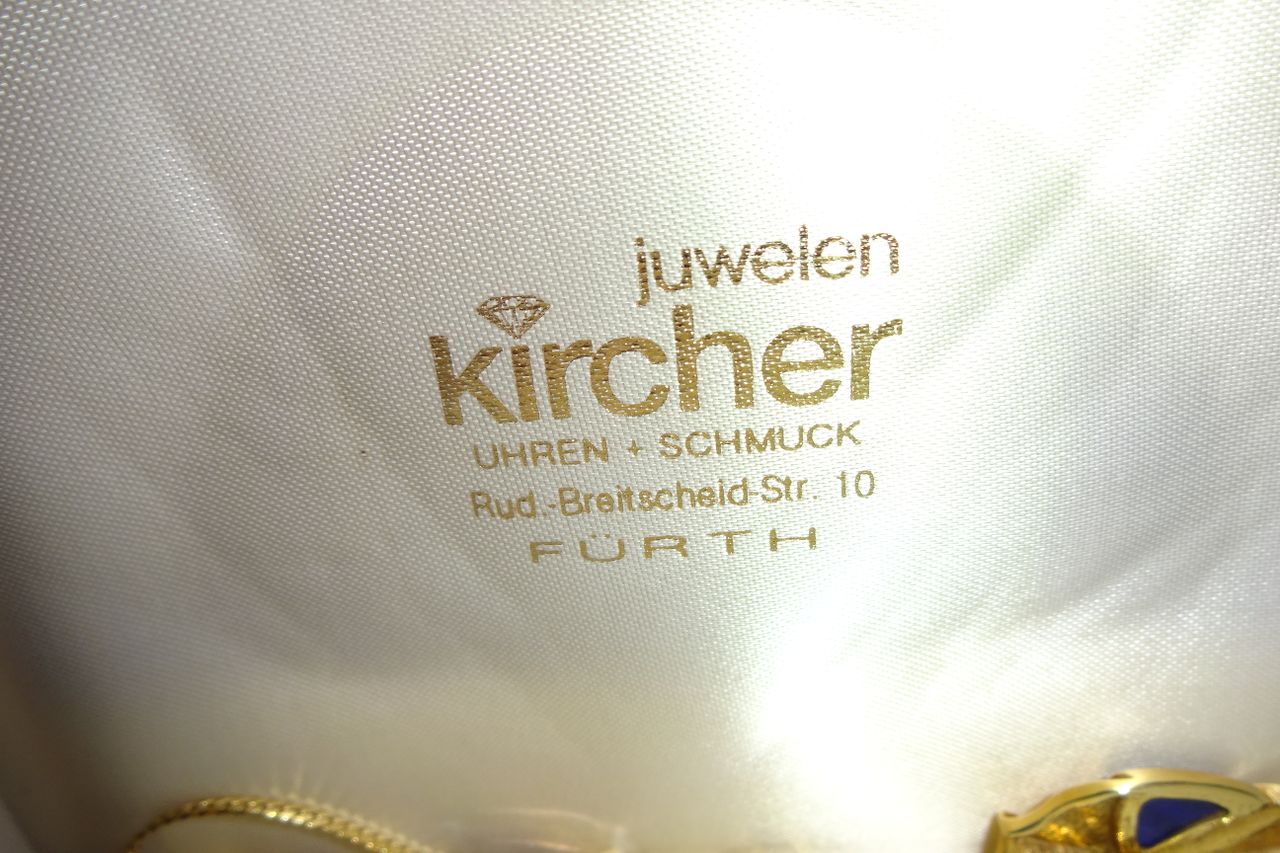 juwelen
kircher
UHREN + SCHMUCK
Rud.-Breitscheid-Str. 10
FÜRTH